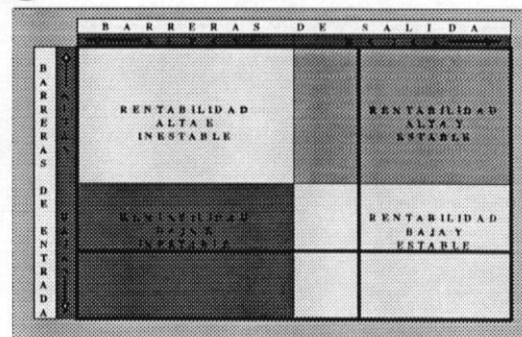 BARRERAS DE SALIDA
BARRERAS DE ENTRADA
RENTABILIDAD
ALTA E
INESTABLE
RENTABILIDAD
ALTA Y
ESTABLE
RENTABILIDAD
BAJA E
INESTABLE
RENTABILIDAD
BAJA Y
ESTABLE